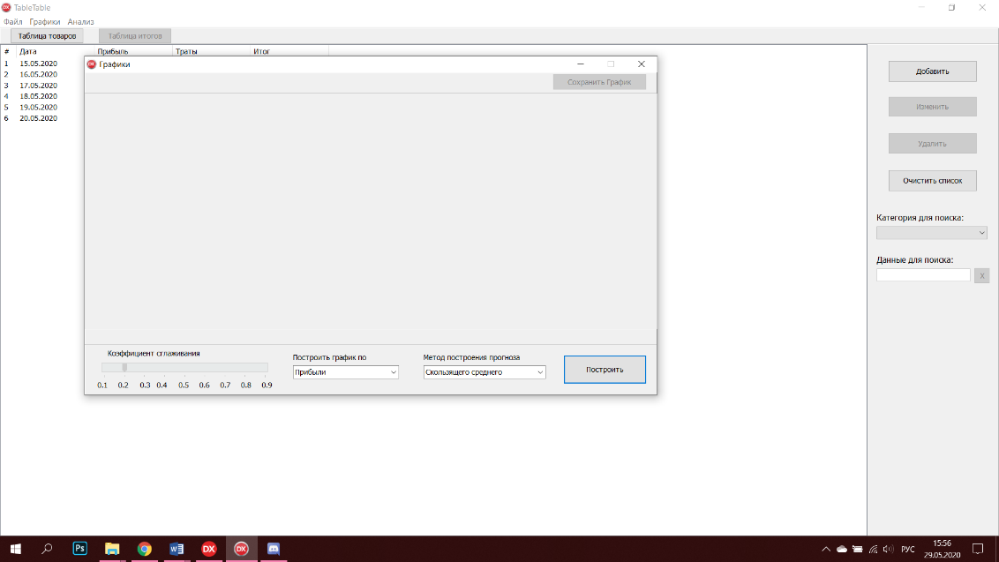 TableTable
Файл Графики Анализ
Таблица товаров Таблица итогов
# Дата Прибыль Траты Итог
1 15.05.2020
2 16.05.2020
3 17.05.2020
4 18.05.2020
5 19.05.2020
6 20.05.2020
DX Графики
Сохранить График
Коэффициент сглаживания
0.1 0.2 0.3 0.4 0.5 0.6 0.7 0.8 0.9
Построить график по
Прибыли
Метод построения прогноза
Скользящего среднего
Построить
Добавить
Изменить
Удалить
Очистить список
Категория для поиска:
Данные для поиска:
X
Ps W DX DX
РУС
15:56
29.05.2020